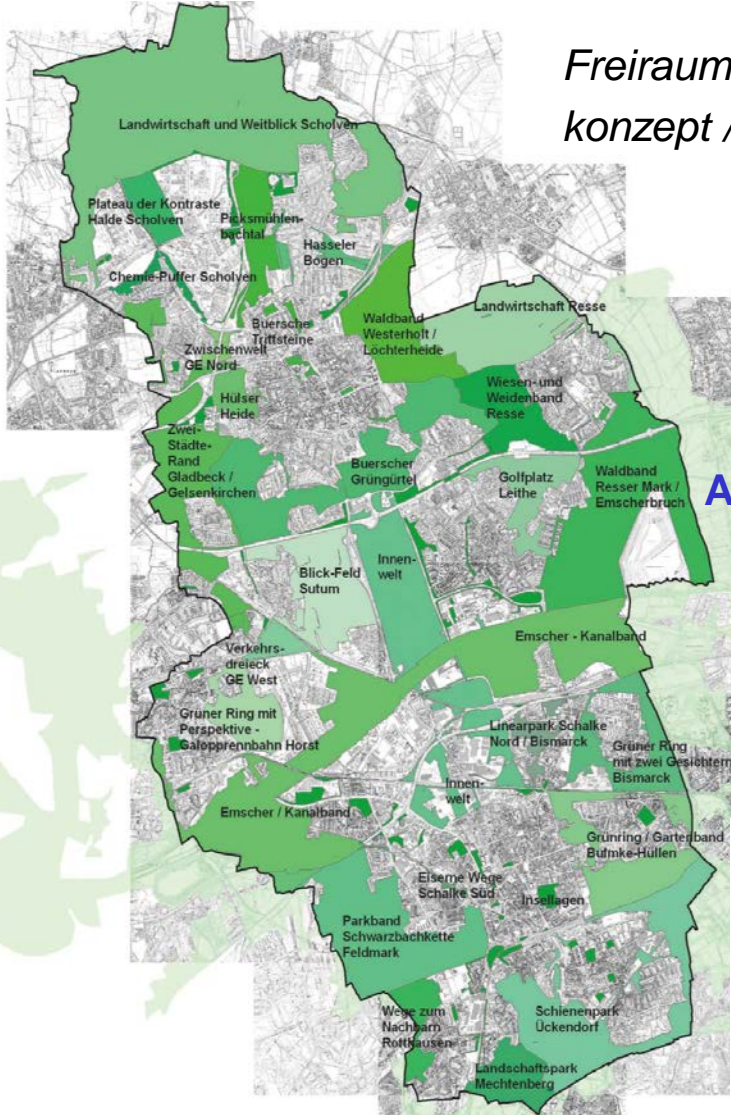 Freiraum
konzept /
Landwirtschaft und Weitblick Scholven
Plateau der Kontraste
Halde Scholven
Picksmühlen-
bachtal
Hasseler
Bogen
Chemie-Puffer Scholven
Landwirtschaft Resse
Buersche
Trittsteine
Waldband
Westerholt /
Löchterheide
Zwischenwelt
GE Nord
Wiesen- und
Weidenband
Resse
Hülser
Heide
Zwei-
Städte-
Rand
Gladbeck /
Gelsenkirchen
Buerscher
Grüngürtel
Golfplatz
Leithe
Waldband
Resser Mark /
Emscherbruch
A
Blick-Feld
Sutum
Innen-
welt
Emscher - Kanalband
Verkehrs-
dreieck
GE West
Grüner Ring mit
Perspektive -
Galopprennbahn Horst
Linearpark Schalke
Nord / Bismarck
Grüner Ring
mit zwei Gesichtern
Bismarck
Innen-
welt
Emscher / Kanalband
Grünring / Gartenband
Bulmke-Hüllen
Eiserne Wege
Schalke Süd
Insellagen
Parkband
Schwarzbachkette
Feldmark
Wege zum
Nachbarn
Rotthausen
Schienenpark
Ückendorf
Landschaftspark
Mechtenberg